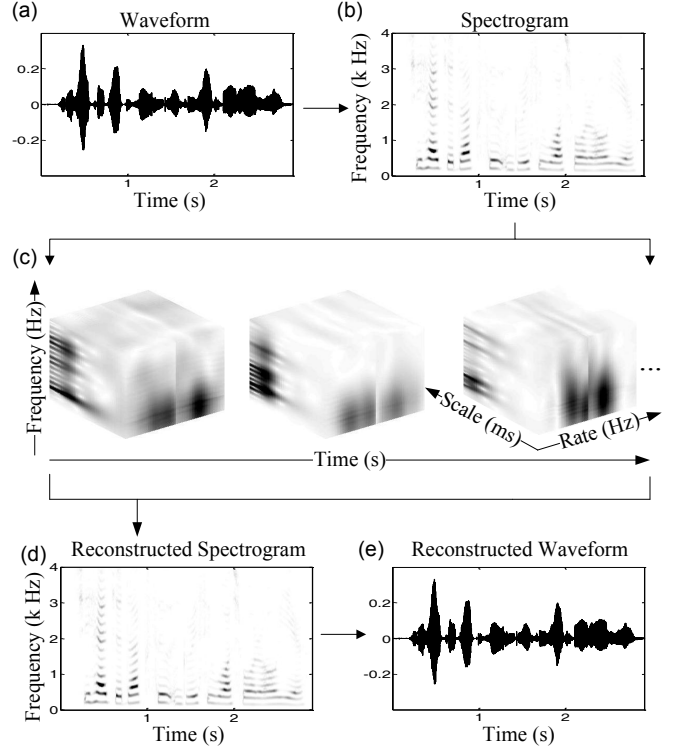 (a)
Waveform
0.2
0
-0.2
1
2
Time (s)
(b)
Spectrogram
Frequency (k Hz)
4
3
2
1
0
1
2
Time (s)
(c)
Frequency (Hz)
Scale (ms)
Rate (Hz)
...
Time (s)
(d)
Reconstructed Spectrogram
Frequency (k Hz)
4
3
2
1
0
1
2
Time (s)
(e)
Reconstructed Waveform
0.2
0
-0.2
1
2
Time (s)